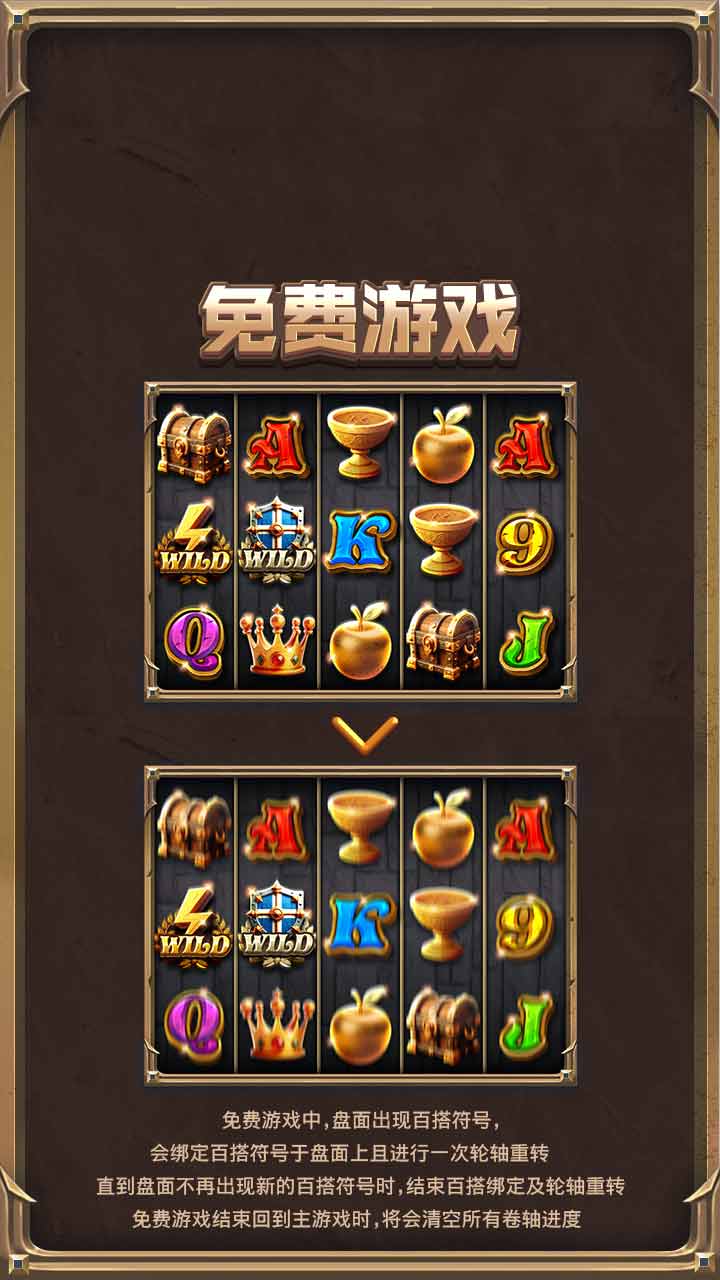 免费游戏
A A
WILD WILD K 9
Q J
A A
WILD WILD K 9
Q J
免费游戏中,盘面出现百搭符号,
会绑定百搭符号于盘面上且进行一次轮轴重转
直到盘面不再出现新的百搭符号时,结束百搭绑定及轮轴重转
免费游戏结束回到主游戏时,将会清空所有卷轴进度